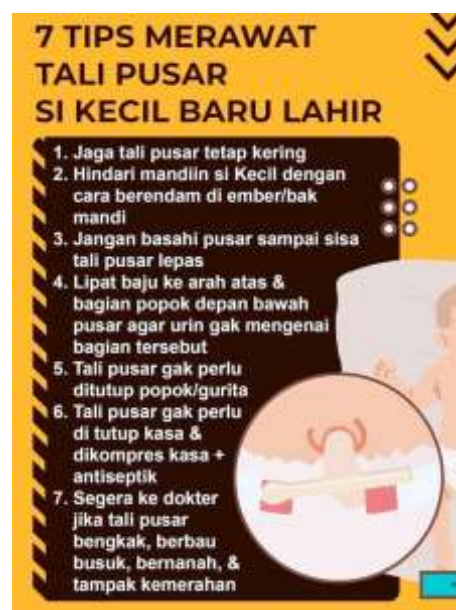 7 TIPS MERAWAT
TALI PUSAR
SI KECIL BARU LAHIR
1. Jaga tali pusar tetap kering
2. Hindari mandiin si Kecil dengan
cara berendam di ember/bak
mandi
3. Jangan basahi pusar sampai sisa
tali pusar lepas
4. Lipat baju ke arah atas &
bagian popok depan bawah
pusar agar urin gak mengenai
bagian tersebut
5. Tali pusar gak perlu
ditutup popok/gurita
6. Tali pusar gak perlu
di tutup kasa &
dikompres kasa +
antiseptik
7. Segera ke dokter
jika tali pusar
bengkak, berbau
busuk, bernanah, &
tampak kemerahan